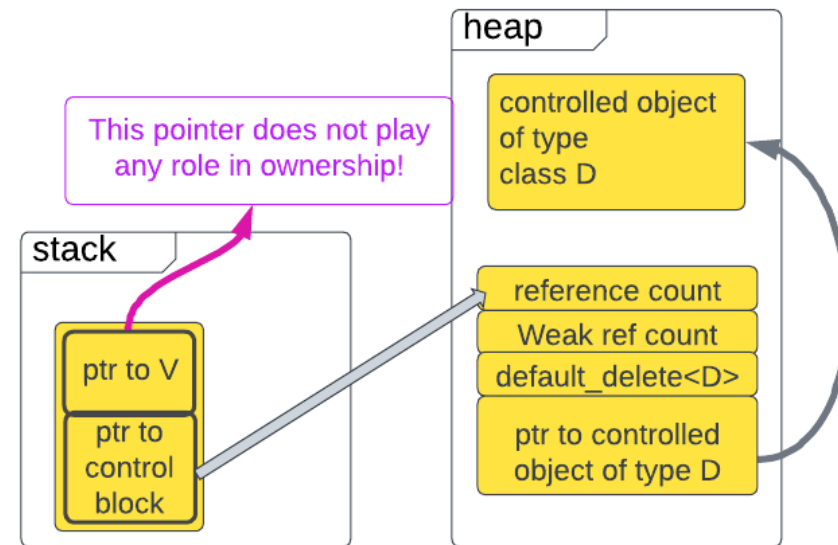 heap
controlled object
of type
class D
This pointer does not play
any role in ownership!
stack
ptr to V
ptr to
control
block
reference count
Weak ref count
default_delete<D>
ptr to controlled
object of type D